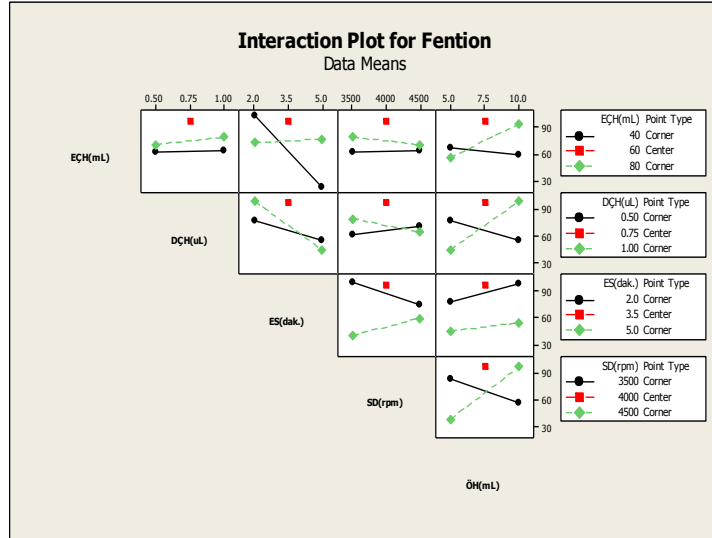 Interaction Plot for Fention
Data Means
0.50 0.75 1.00 2.0 3.5 5.0 3500 4000 4500 5.0 7.5 10.0
EÇH(mL)
90
60
30
EÇH(mL) Point Type
40 Corner
60 Center
80 Corner
DÇH(uL)
90
60
30
DÇH(uL) Point Type
0.50 Corner
0.75 Center
1.00 Corner
ES(dak.)
90
60
30
ES(dak.) Point Type
2.0 Corner
3.5 Center
5.0 Corner
SD(rpm)
90
60
30
SD(rpm) Point Type
3500 Corner
4000 Center
4500 Corner
ÖH(mL)